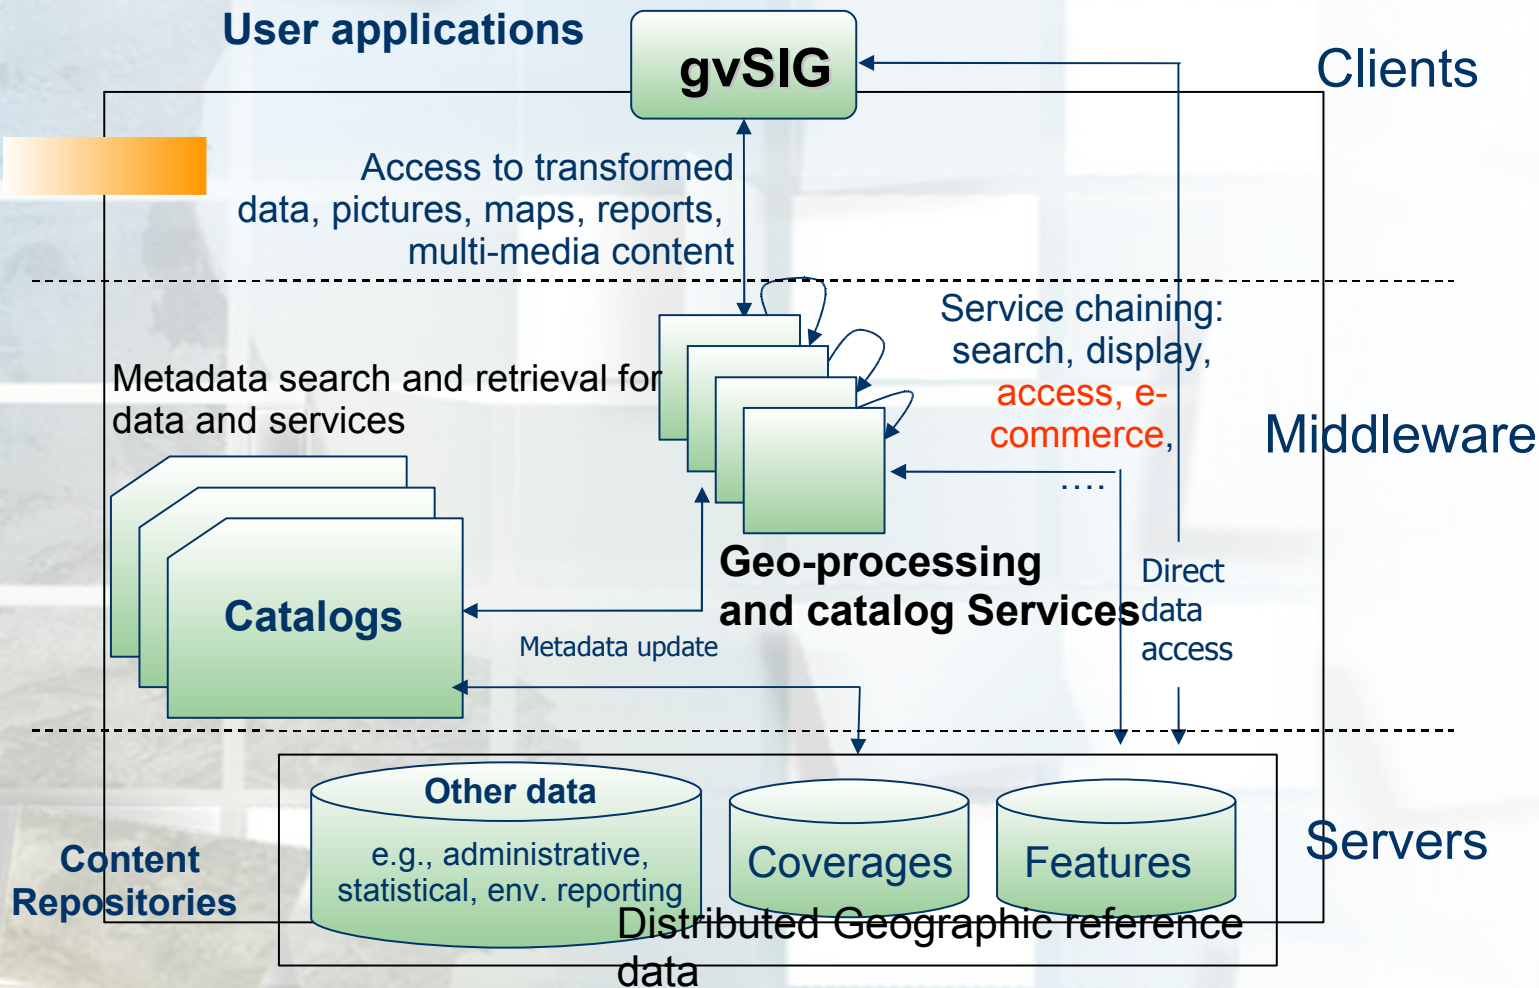 User applications
gvSIG
Clients
Access to transformed
data, pictures, maps, reports,
multi-media content
Service chaining:
search, display,
access, e-
commerce,
....
Metadata search and retrieval for
data and services
Middleware
Catalogs
Geo-processing
and catalog Services
Metadata update
Direct
data
access
Other data
e.g., administrative,
statistical, env. reporting
Coverages
Features
Servers
Content
Repositories
Distributed Geographic reference
data